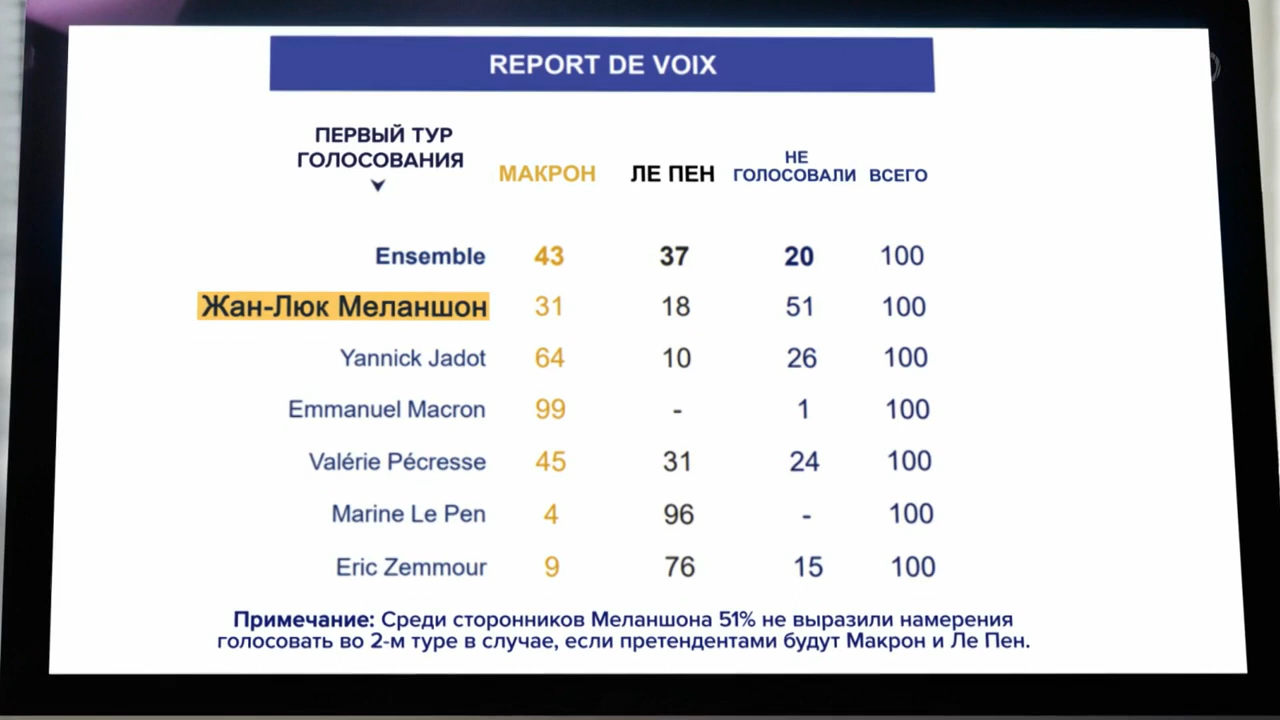 REPORT DE VOIX
ПЕРВЫЙ ТУР
ГОЛОСОВАНИЯ
МАКРОН ЛЕ ПЕН НЕ ГОЛОСОВАЛИ ВСЕГО
Ensemble 43 37 20 100
Жан-Люк Меланшон 31 18 51 100
Yannick Jadot 64 10 26 100
Emmanuel Macron 99 - 1 100
Valérie Pécresse 45 31 24 100
Marine Le Pen 4 96 - 100
Eric Zemmour 9 76 15 100
Примечание: Среди сторонников Меланшона 51% не выразили намерения
голосовать во 2-м туре в случае, если претендентами будут Макрон и Ле Пен.